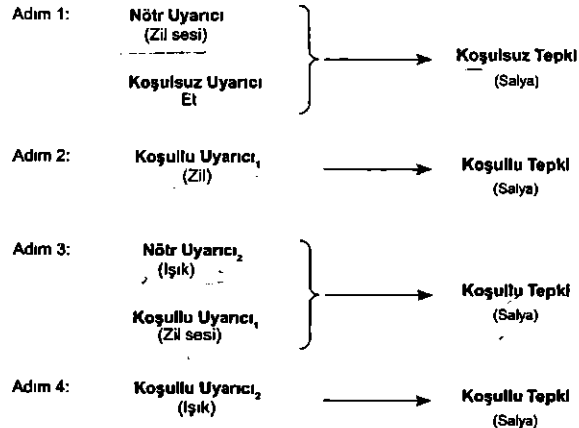 Adım 1:
Nötr Uyarıcı
(Zil sesi)
Koşulsuz Uyarıcı
Et
Koşulsuz Tepki
(Salya)
Adım 2:
Koşullu Uyarıcı₁
(Zil)
Koşullu Tepki
(Salya)
Adım 3:
Nötr Uyarıcı₂
(Işık)
Koşullu Uyarıcı₁
(Zil sesi)
Koşullu Tepki
(Salya)
Adım 4:
Koşullu Uyarıcı₂
(Işık)
Koşullu Tepki
(Salya)